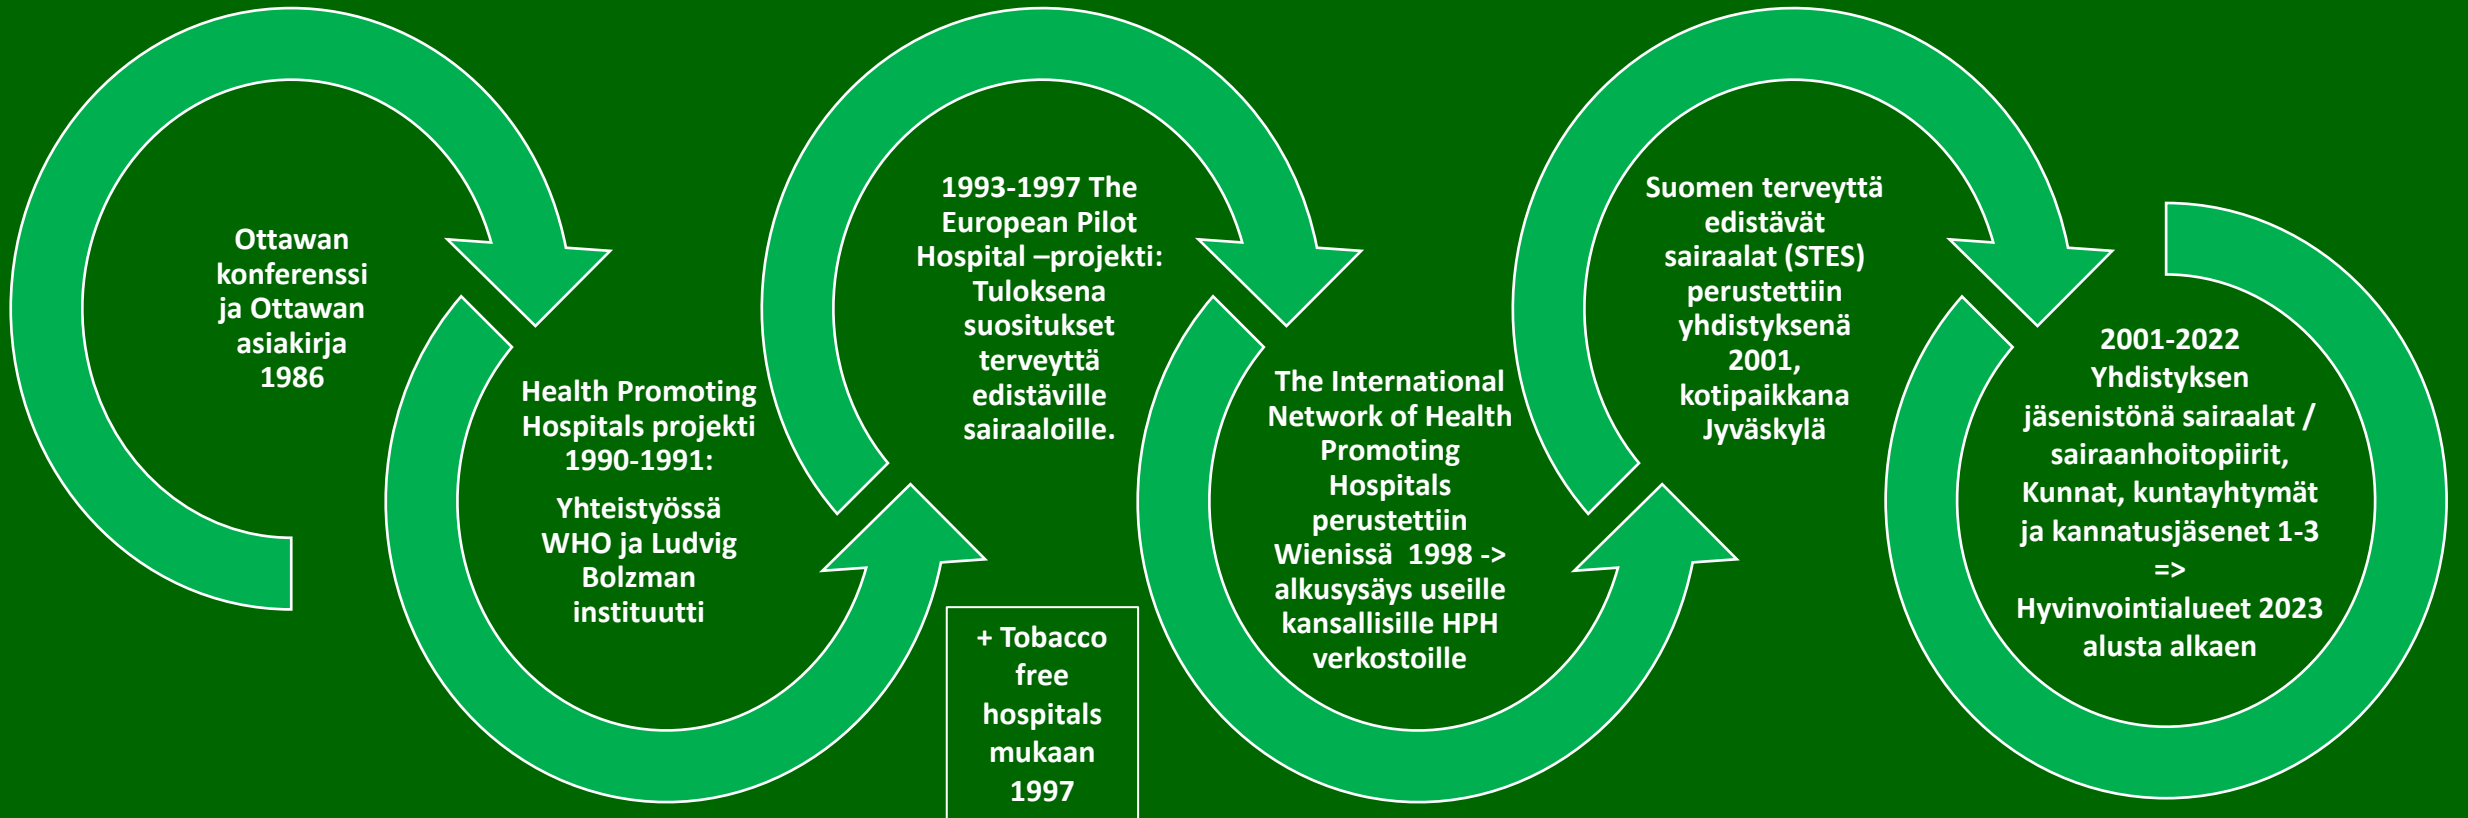 Ottawan
konferenssi
ja Ottawan
asiakirja
1986
Health Promoting
Hospitals projekti
1990-1991:
Yhteistyössä
WHO ja Ludvig
Bolzman
instituutti
1993-1997 The
European Pilot
Hospital –projekti:
Tuloksena
suositukset
terveyttä
edistäville
sairaaloille.
+ Tobacco
free
hospitals
mukaan
1997
The International
Network of Health
Promoting
Hospitals
perustettiin
Wienissä 1998 ->
alkusysäys useille
kansallisille HPH
verkostoille
Suomen terveyttä
edistävät
sairaalat (STES)
perustettiin
yhdistyksenä
2001,
kotipaikkana
Jyväskylä
2001-2022
Yhdistyksen
jäsenistönä sairaalat /
sairaanhoitopiirit,
Kunnat, kuntayhtymät
ja kannatusjäsenet 1-3
=>
Hyvinvointialueet 2023
alusta alkaen